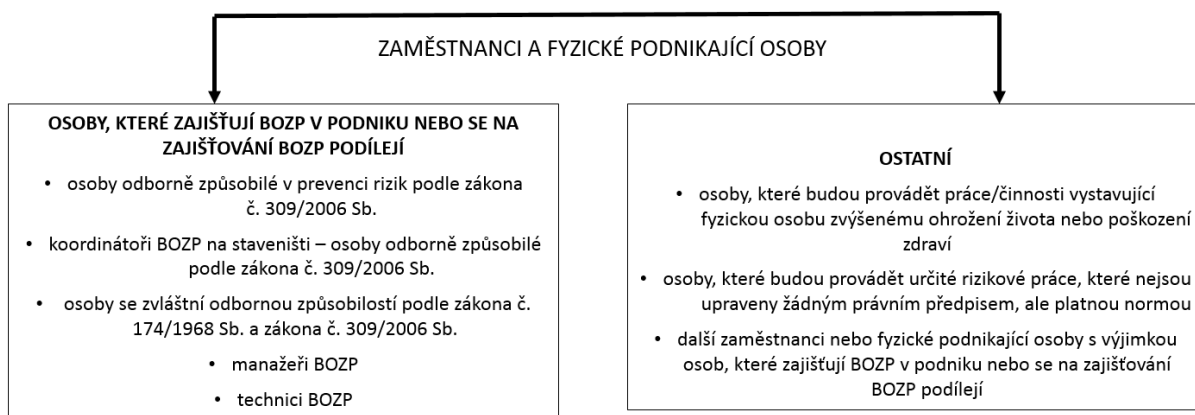 ZAMĚSTNANCI A FYZICKÉ PODNIKAJÍCÍ OSOBY
OSOBY, KTERÉ ZAJIŠŤUJÍ BOZP V PODNIKU NEBO SE NA
ZAJIŠŤOVÁNÍ BOZP PODÍLEJÍ
• osoby odborně způsobilé v prevenci rizik podle zákona
č. 309/2006 Sb.
• koordinátoři BOZP na staveništi – osoby odborně způsobilé
podle zákona č. 309/2006 Sb.
• osoby se zvláštní odbornou způsobilostí podle zákona č.
174/1968 Sb. a zákona č. 309/2006 Sb.
• manažeři BOZP
• technici BOZP
OSTATNÍ
• osoby, které budou provádět práce/činnosti vystavující
fyzickou osobu zvýšenému ohrožení života nebo poškození
zdraví
• osoby, které budou provádět určité rizikové práce, které nejsou
upraveny žádným právním předpisem, ale platnou normou
• další zaměstnanci nebo fyzické podnikající osoby s výjimkou
osob, které zajišťují BOZP v podniku nebo se na zajišťování
BOZP podílejí